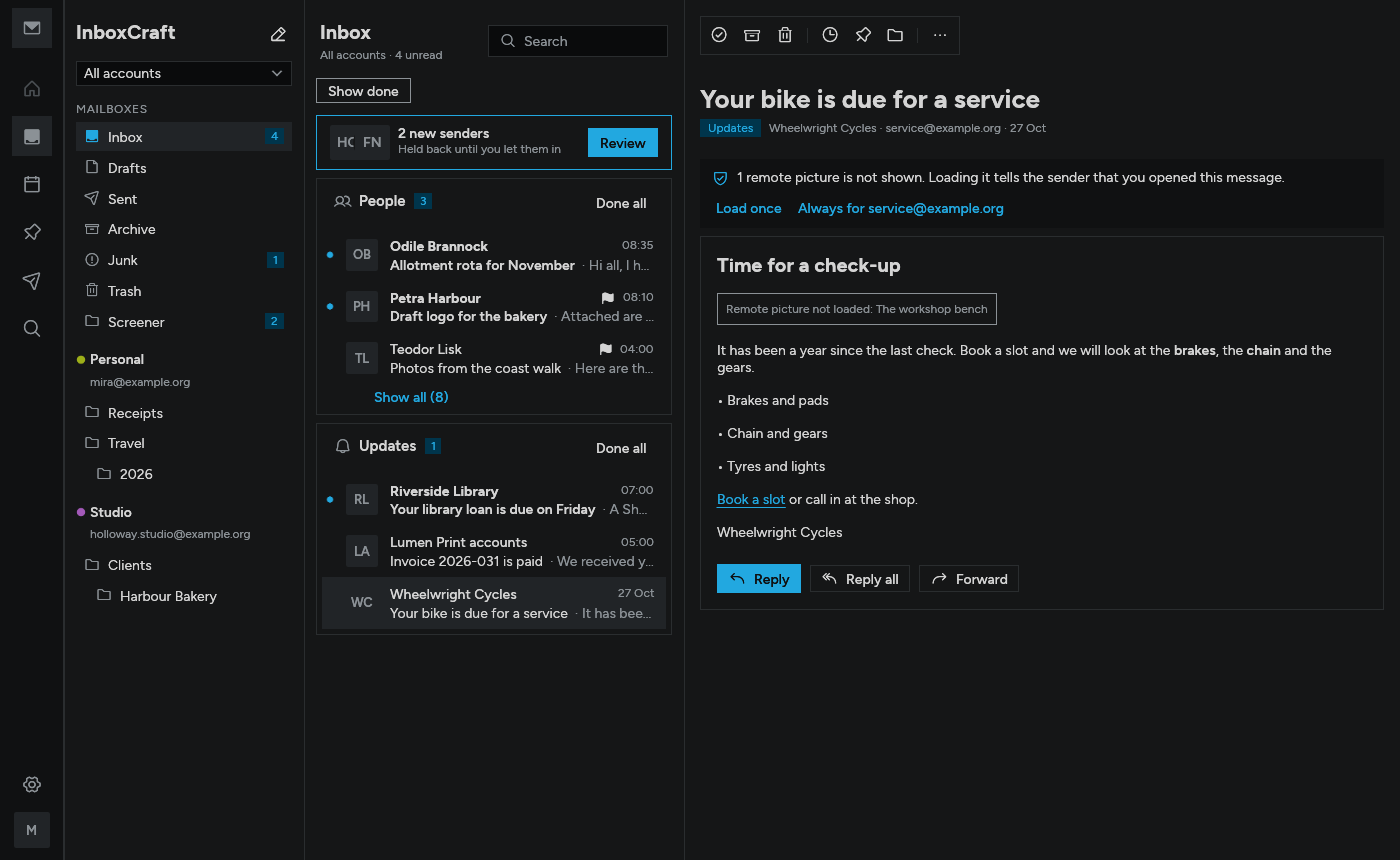 InboxCraft
All accounts
MAILBOXES
Inbox 4
Drafts
Sent
Archive
Junk 1
Trash
Screener 2
Personal
mira@example.org
Receipts
Travel
2026
Studio
holloway.studio@example.org
Clients
Harbour Bakery
M
Inbox
All accounts · 4 unread
Search
Show done
FN
2 new senders
Held back until you let them in
Review
People 3
Done all
OB
Odile Brannock 08:35
Allotment rota for November · Hi all, I h…
PH
Petra Harbour 08:10
Draft logo for the bakery · Attached are …
TL
Teodor Lisk 04:00
Photos from the coast walk · Here are th…
Show all (8)
Updates 1
Done all
RL
Riverside Library 07:00
Your library loan is due on Friday · A Sh…
LA
Lumen Print accounts 05:00
Invoice 2026-031 is paid · We received y…
WC
Wheelwright Cycles 27 Oct
Your bike is due for a service · It has bee…
Your bike is due for a service
Updates Wheelwright Cycles · service@example.org · 27 Oct
1 remote picture is not shown. Loading it tells the sender that you opened this message.
Load once Always for service@example.org
Time for a check-up
Remote picture not loaded: The workshop bench
It has been a year since the last check. Book a slot and we will look at the brakes, the chain and the
gears.
• Brakes and pads
• Chain and gears
• Tyres and lights
Book a slot or call in at the shop.
Wheelwright Cycles
Reply Reply all Forward